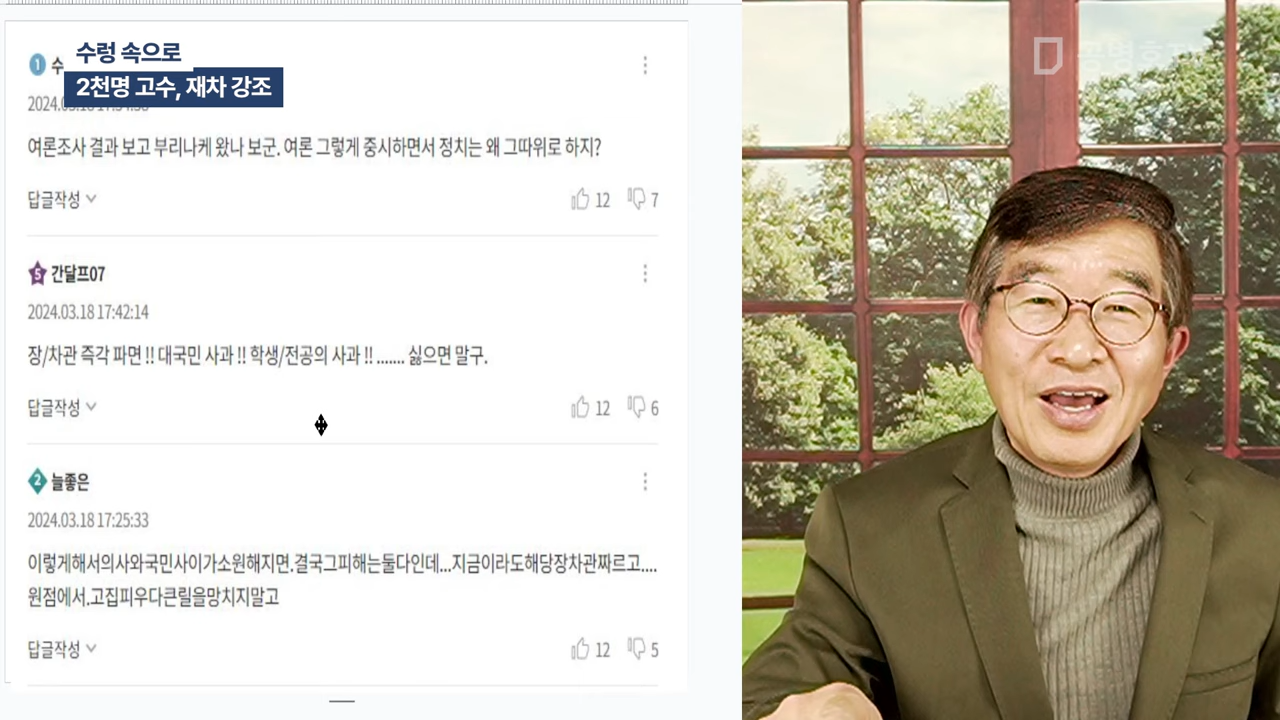 수렁 속으로
2천명 고수, 재차 강조
1 수
2024.
여론조사 결과 보고 부리나케 왔나 보군. 여론 그렇게 중시하면서 정치는 왜 그따위로 하지?
답글작성
12 7
5 간달프07
2024.03.18 17:42:14
장/차관 즉각 파면 !! 대국민 사과 !! 학생/전공의 사과 !! ....... 싫으면 말구.
답글작성
12 6
2 늘좋은
2024.03.18 17:25:33
이렇게해서의사와국민사이가소원해지면.결국그피해는둘다인데...지금이라도해당장차관짜르고....
원점에서.고집피우다큰릴을망치지말고
답글작성
12 5